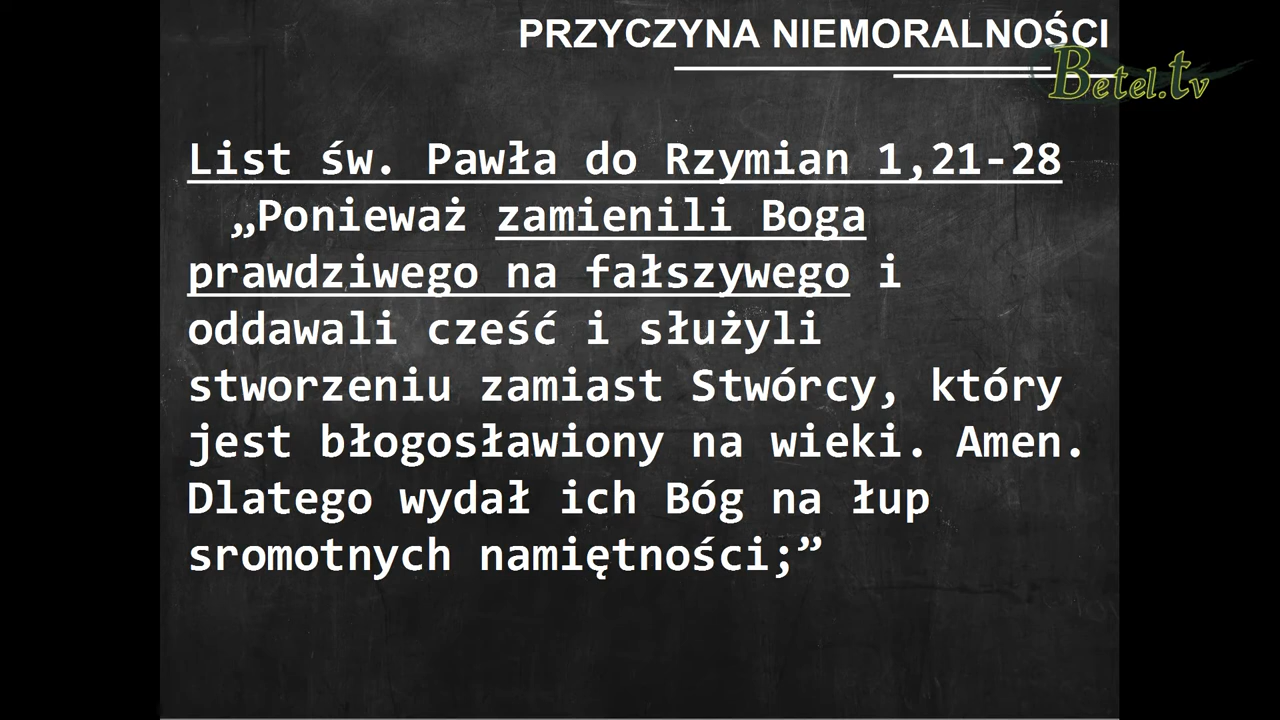 PRZYCZYNA NIEMORALNOŚCI
Betel.tv
List św. Pawła do Rzymian 1,21-28
„Ponieważ zamienili Boga
prawdziwego na fałszywego i
oddawali cześć i służyli
stworzeniu zamiast Stwórcy, który
jest błogosławiony na wieki. Amen.
Dlatego wydał ich Bóg na łup
sromotnych namiętności;”